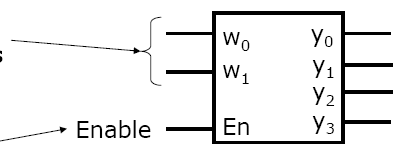 w₀ y₀
w₁ y₁
y₂
Enable En y₃